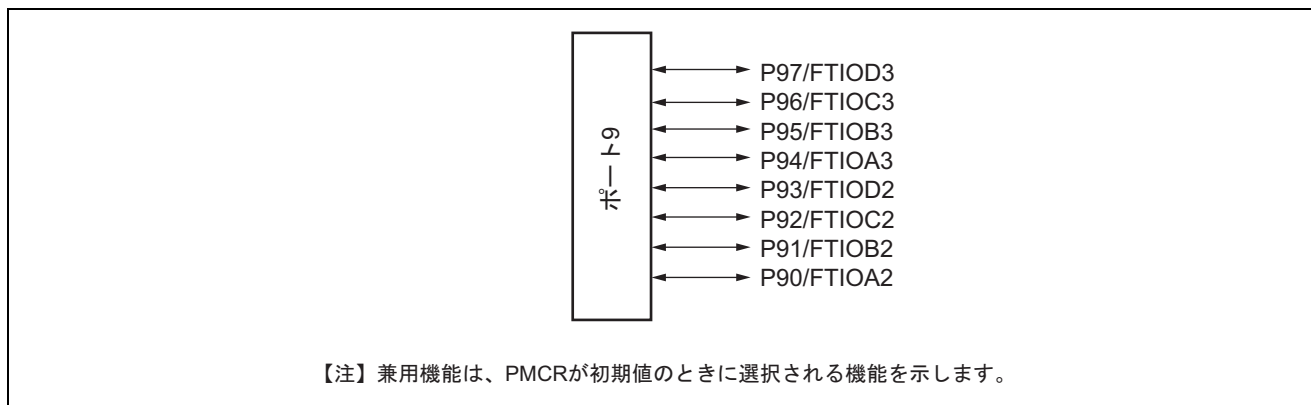 ポート9
P97/FTIOD3
P96/FTIOC3
P95/FTIOB3
P94/FTIOA3
P93/FTIOD2
P92/FTIOC2
P91/FTIOB2
P90/FTIOA2
【注】兼用機能は、PMCRが初期値のときに選択される機能を示します。